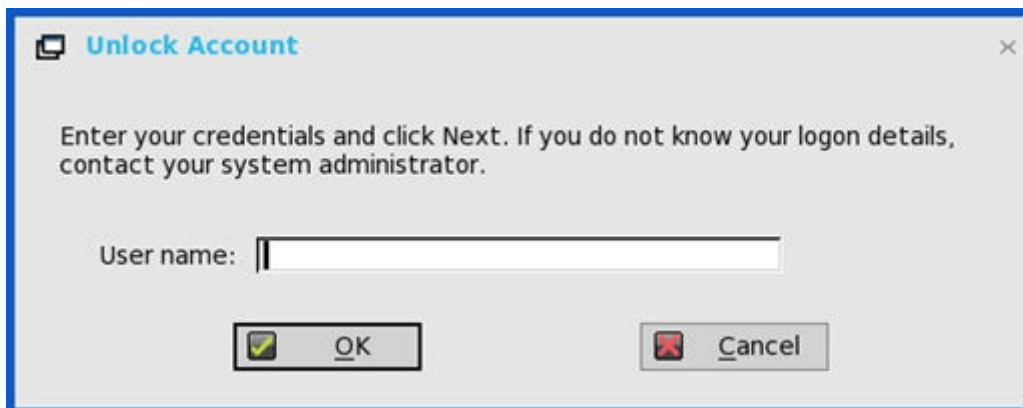 Unlock Account
Enter your credentials and click Next. If you do not know your logon details,
contact your system administrator.
User name:
OK
Cancel